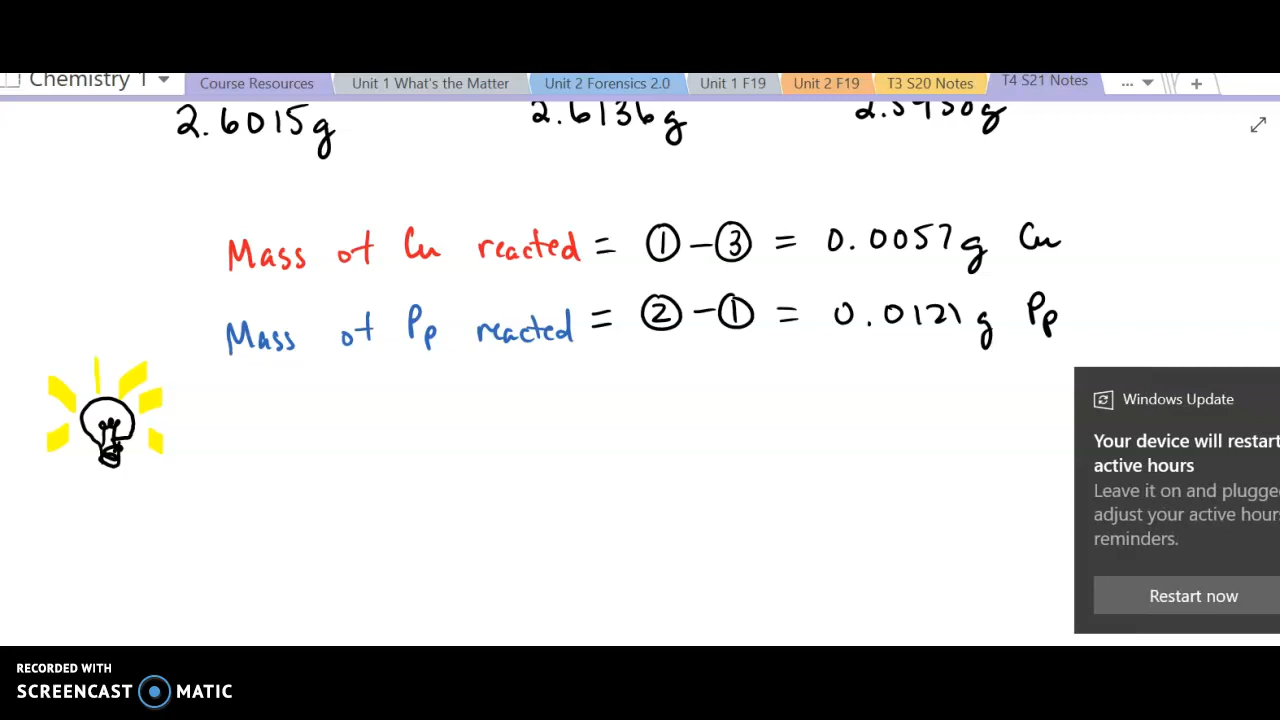 Chemistry 1
Course Resources Unit 1 What's the Matter Unit 2 Forensics 2.0 Unit 1 F19 Unit 2 F19 T3 S20 Notes T4 S21 Notes ... +
2.6015g 2.6136g
Mass of Cu reacted = ① - ③ = 0.0057g Cu
Mass of Pp reacted = ② - ① = 0.0121g Pp
Windows Update
Your device will restart
active hours
Leave it on and plugge
adjust your active hour
reminders.
Restart now
RECORDED WITH
SCREENCAST MATIC